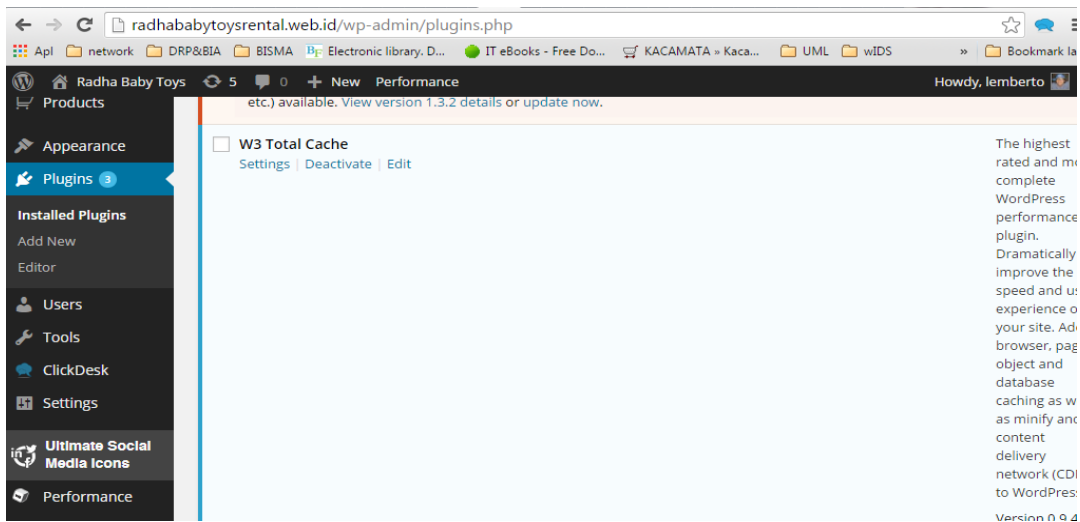 radhababytoysrental.web.id/wp-admin/plugins.php
Apl network DRP&BIA BISMA BF Electronic library. D... IT eBooks - Free Do... KACAMATA » Kaca... UML wIDS » Bookmark la
Radha Baby Toys 5 0 + New Performance Howdy, lemberto
Products
etc.) available. View version 1.3.2 details or update now.
Appearance
Plugins 3
Installed Plugins
Add New
Editor
Users
Tools
ClickDesk
Settings
Ultimate Social
Media Icons
Performance
W3 Total Cache
Settings | Deactivate | Edit
The highest
rated and mo
complete
WordPress
performance
plugin.
Dramatically
improve the
speed and us
experience o
your site. Add
browser, pag
object and
database
caching as w
as minify and
content
delivery
network (CDN
to WordPress
Version 0.9.4